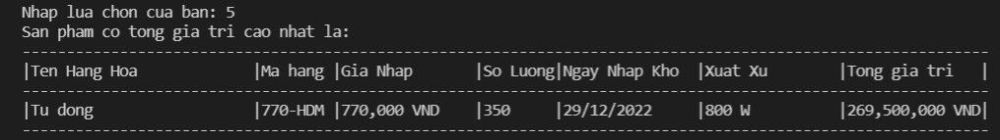 Nhap lua chon cua ban: 5
San pham co tong gia tri cao nhat la:
|Ten Hang Hoa |Ma hang |Gia Nhap |So Luong|Ngay Nhap Kho |Xuat Xu |Tong gia tri |
|Tu dong |770-HDM |770,000 VND |350 |29/12/2022 |800 W |269,500,000 VND|